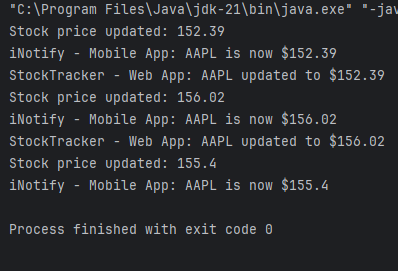 "C:\Program Files\Java\jdk-21\bin\java.exe" "-jav
Stock price updated: 152.39
iNotify - Mobile App: AAPL is now $152.39
StockTracker - Web App: AAPL updated to $152.39
Stock price updated: 156.02
iNotify - Mobile App: AAPL is now $156.02
StockTracker - Web App: AAPL updated to $156.02
Stock price updated: 155.4
iNotify - Mobile App: AAPL is now $155.4
Process finished with exit code 0